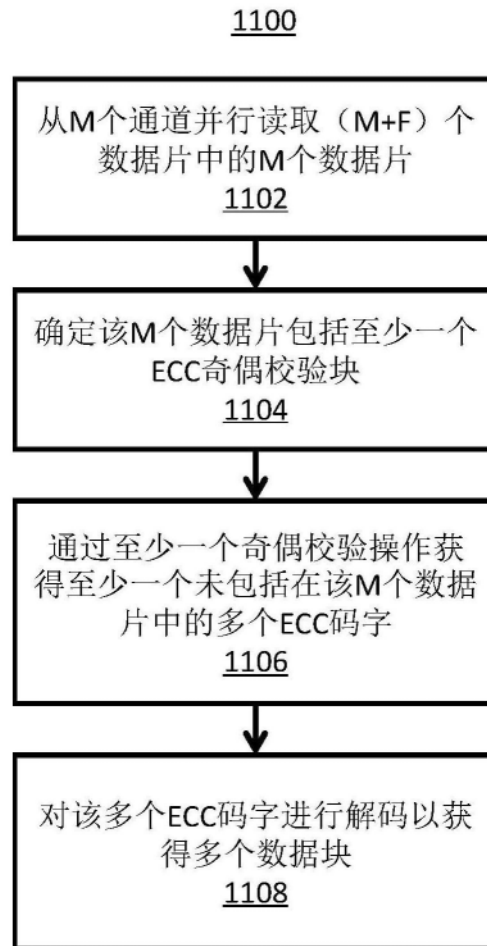 1100
从M个通道并行读取（M+F）个
数据片中的M个数据片
1102
确定该M个数据片包括至少一个
ECC奇偶校验块
1104
通过至少一个奇偶校验操作获
得至少一个未包括在该M个数据
片中的多个ECC码字
1106
对该多个ECC码字进行解码以获
得多个数据块
1108